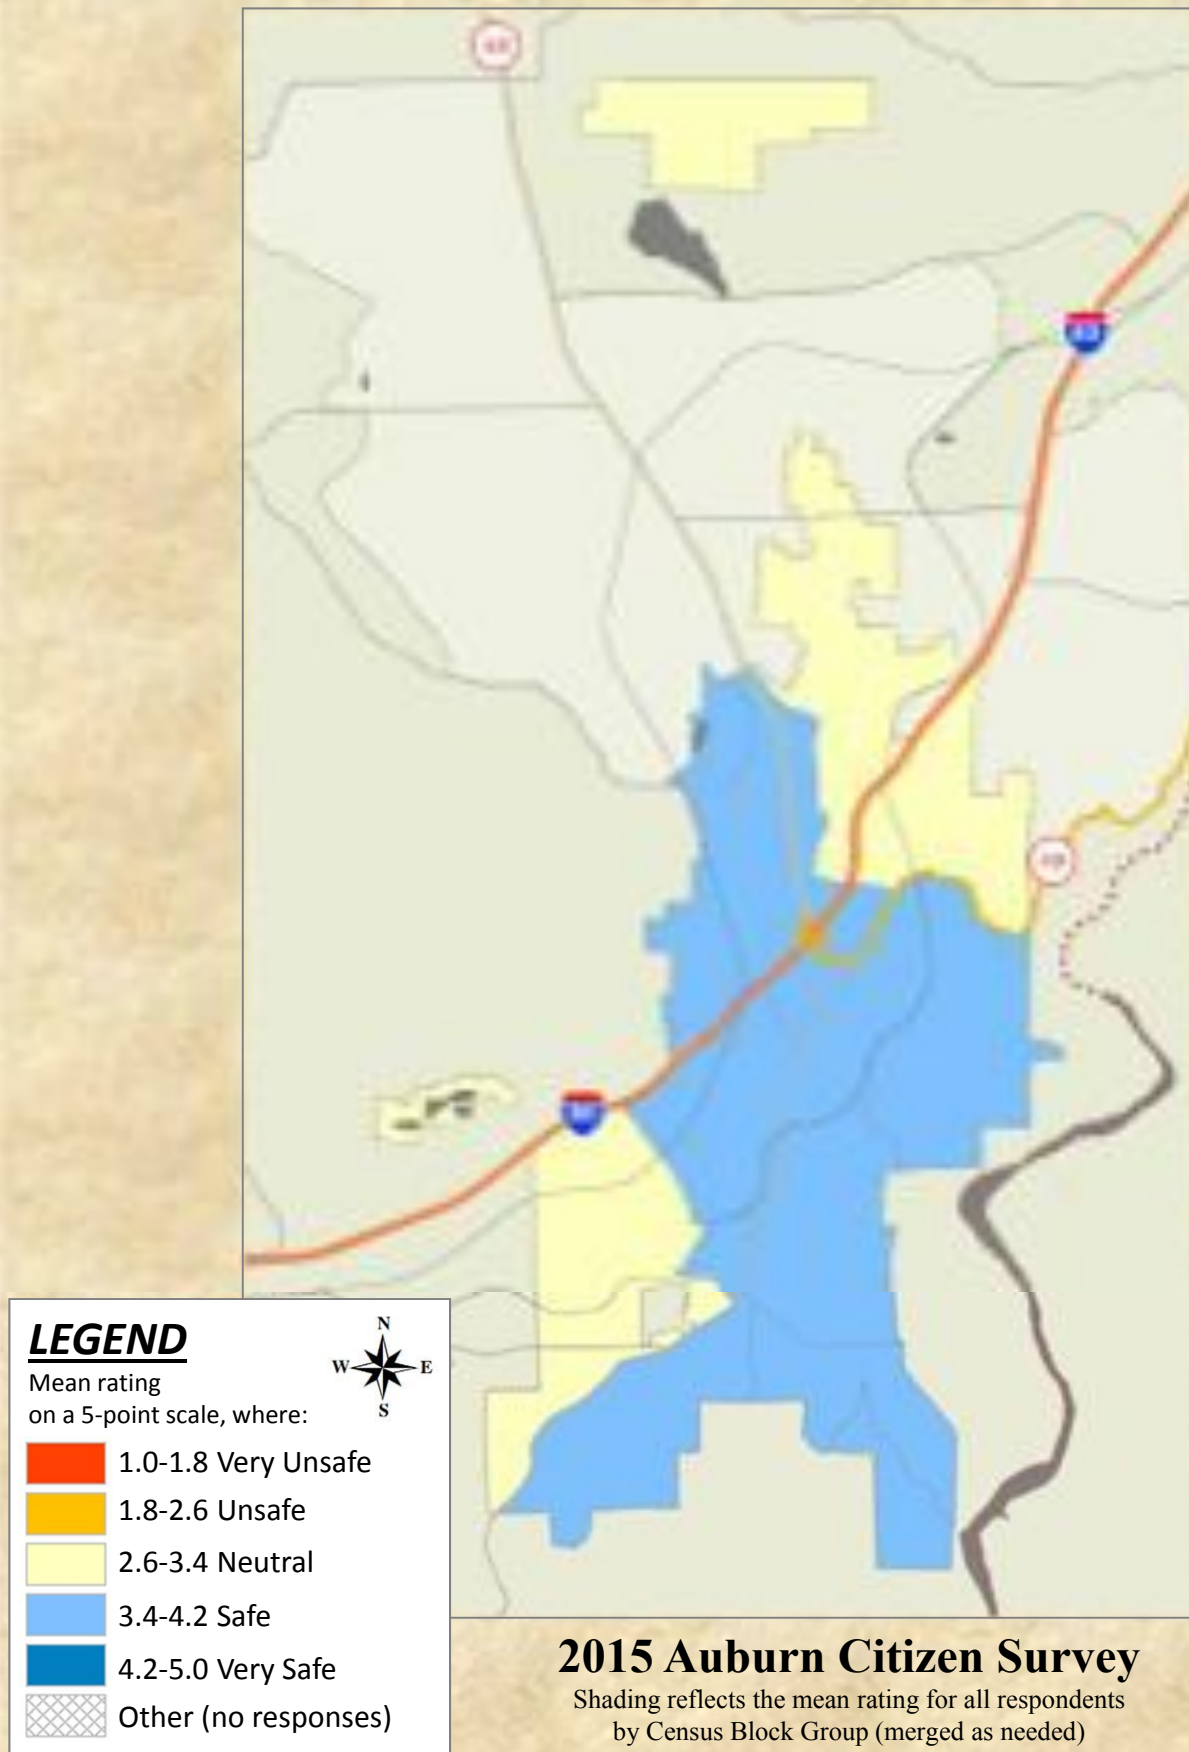 LEGEND
N
W E
S
Mean rating
on a 5-point scale, where:
1.0-1.8 Very Unsafe
1.8-2.6 Unsafe
2.6-3.4 Neutral
3.4-4.2 Safe
4.2-5.0 Very Safe
Other (no responses)
2015 Auburn Citizen Survey
Shading reflects the mean rating for all respondents
by Census Block Group (merged as needed)